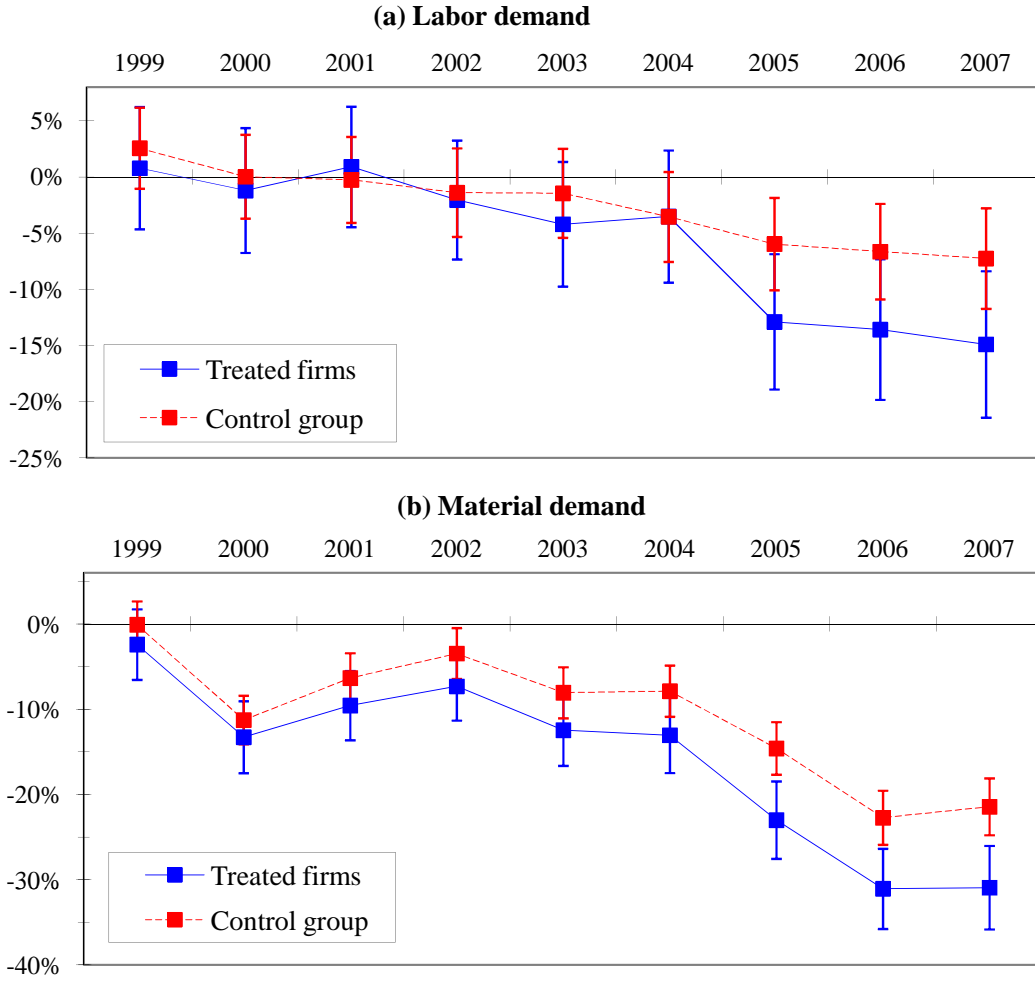 (a) Labor demand
1999 2000 2001 2002 2003 2004 2005 2006 2007
5%
0%
-5%
-10%
-15%
-20%
-25%
Treated firms
Control group
(b) Material demand
1999 2000 2001 2002 2003 2004 2005 2006 2007
0%
-10%
-20%
-30%
-40%
Treated firms
Control group